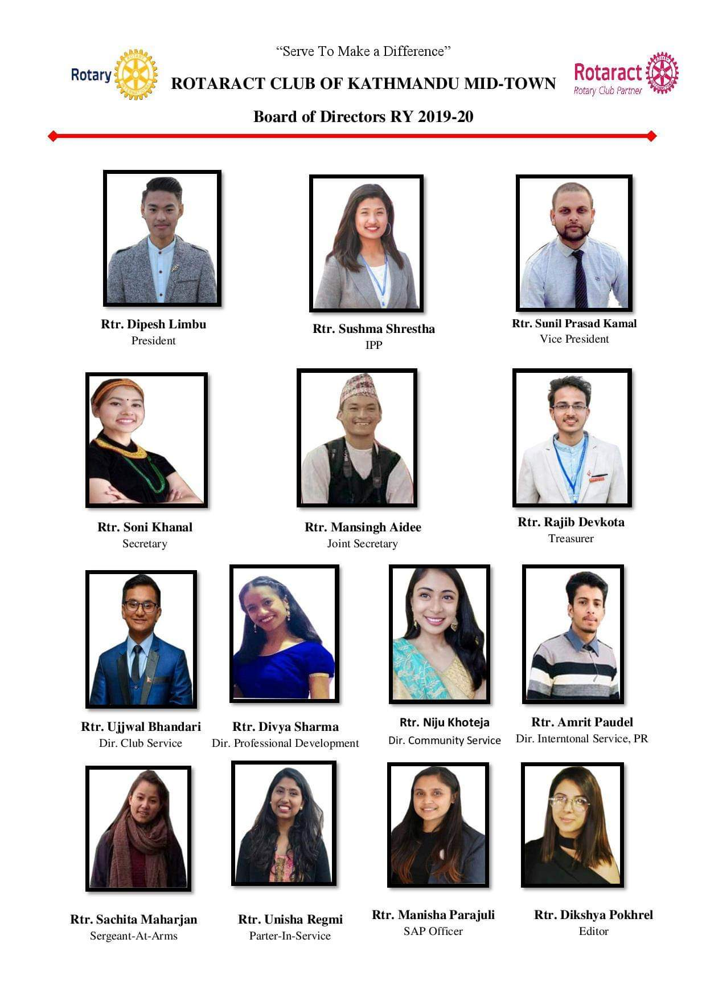 “Serve To Make a Difference”
Rotary
ROTARY
INTERNATIONAL
ROTARACT CLUB OF KATHMANDU MID-TOWN
Rotaract
Rotary Club Partner
Board of Directors RY 2019-20
Rtr. Dipesh Limbu
President
Rtr. Sushma Shrestha
IPP
Rtr. Sunil Prasad Kamal
Vice President
Rtr. Soni Khanal
Secretary
Rtr. Mansingh Aidee
Joint Secretary
Rtr. Rajib Devkota
Treasurer
Rtr. Ujjwal Bhandari
Dir. Club Service
Rtr. Divya Sharma
Dir. Professional Development
Rtr. Niju Khoteja
Dir. Community Service
Rtr. Amrit Paudel
Dir. Interntonal Service, PR
Rtr. Sachita Maharjan
Sergeant-At-Arms
Rtr. Unisha Regmi
Parter-In-Service
Rtr. Manisha Parajuli
SAP Officer
Rtr. Dikshya Pokhrel
Editor